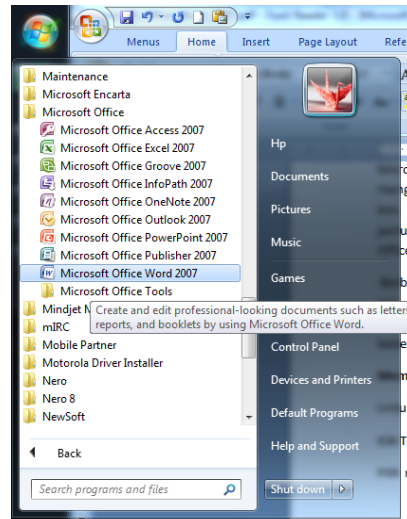 Menus Home Insert Page Layout Refe
Maintenance
Microsoft Encarta
Microsoft Office
Microsoft Office Access 2007
Microsoft Office Excel 2007
Microsoft Office Groove 2007
Microsoft Office InfoPath 2007
Microsoft Office OneNote 2007
Microsoft Office Outlook 2007
Microsoft Office PowerPoint 2007
Microsoft Office Publisher 2007
Microsoft Office Word 2007
Microsoft Office Tools
Mindjet M
Create and edit professional-looking documents such as letters
reports, and booklets by using Microsoft Office Word.
mIRC
Mobile Partner
Motorola Driver Installer
Nero
Nero 8
NewSoft
Back
Search programs and files
Hp
Documents
Pictures
Music
Games
Control Panel
Devices and Printers
Default Programs
Help and Support
Shut down